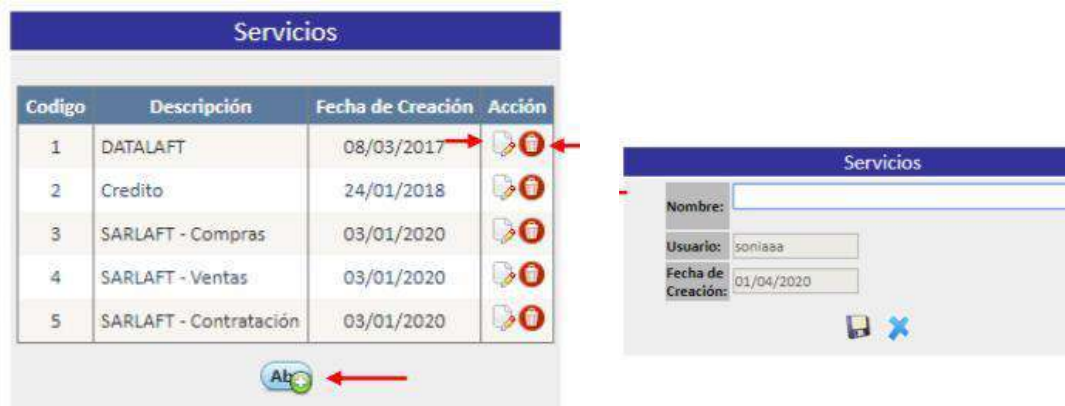 Servicios
Codigo Descripción Fecha de Creación Acción
1 DATALAFT 08/03/2017
2 Credito 24/01/2018
3 SARLAFT - Compras 03/01/2020
4 SARLAFT - Ventas 03/01/2020
5 SARLAFT - Contratación 03/01/2020
Ab
Servicios
Nombre:
Usuario: soniaaa
Fecha de
Creación: 01/04/2020